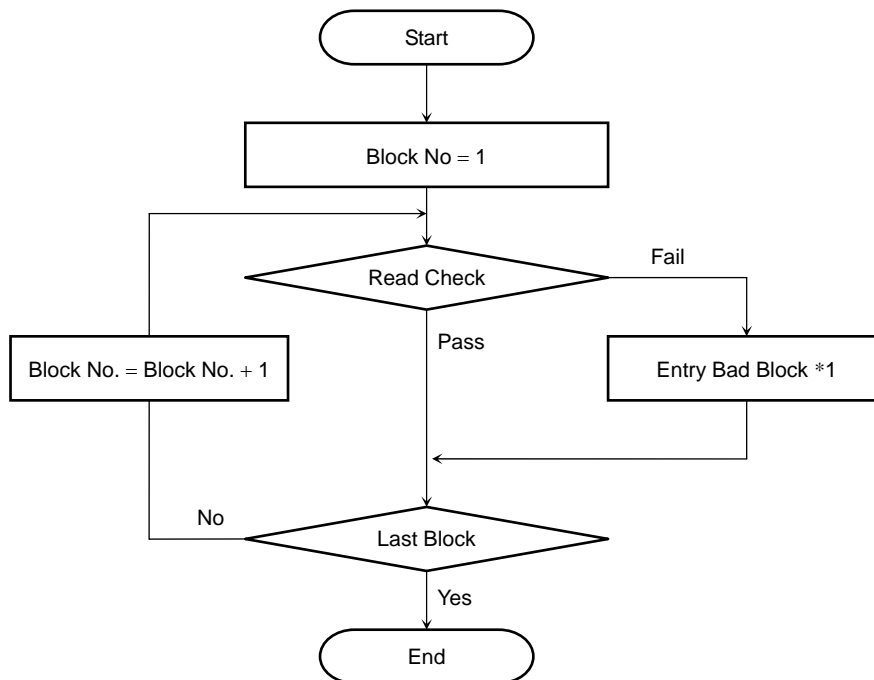 Start
Block No = 1
Read Check
Fail
Pass
Block No. = Block No. + 1
Entry Bad Block *1
No
Last Block
Yes
End